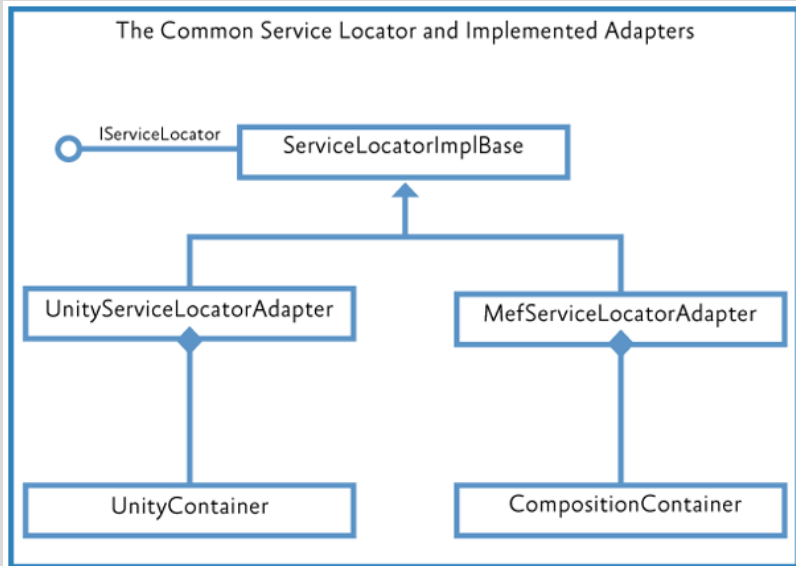 The Common Service Locator and Implemented Adapters
IServiceLocator
ServiceLocatorImplBase
UnityServiceLocatorAdapter
MefServiceLocatorAdapter
UnityContainer
CompositionContainer